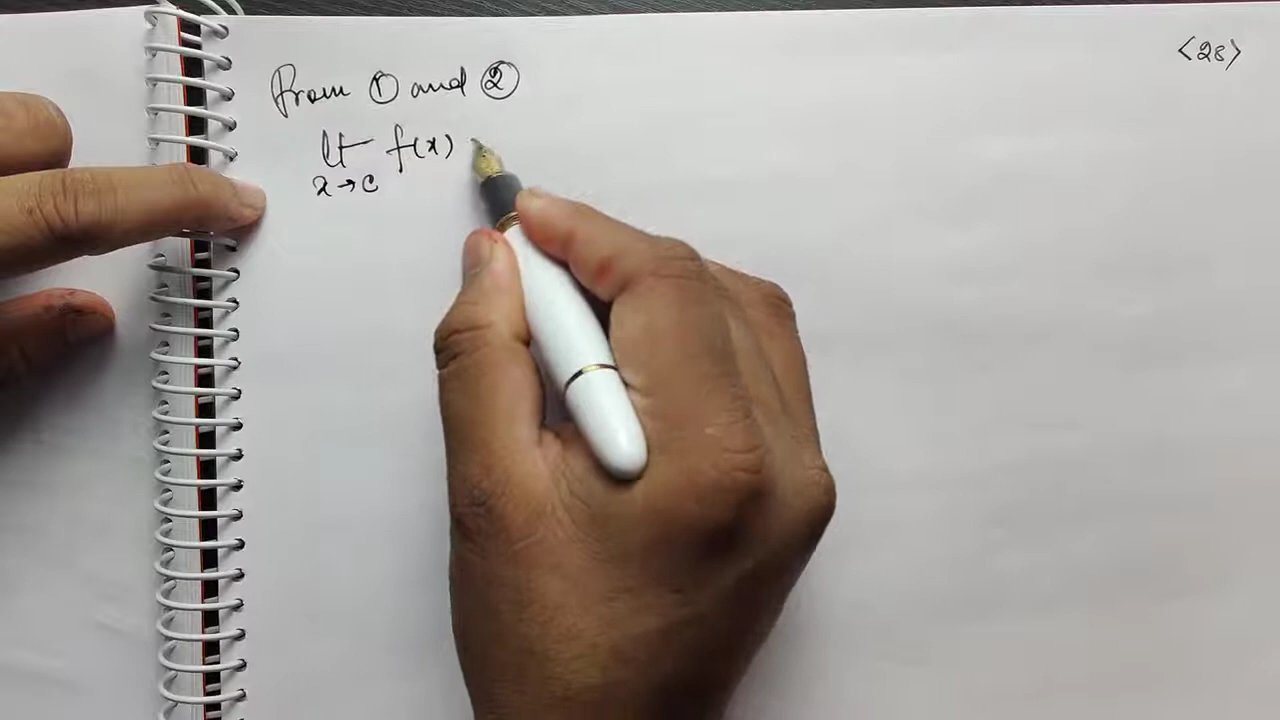 <28>
From ① and ②
lt f(x)
x→c